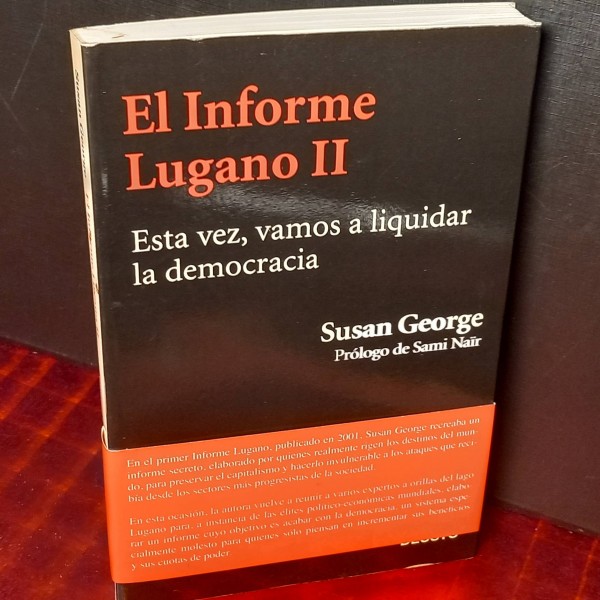 El Informe
Lugano II
Esta vez, vamos a liquidar
la democracia
Susan George
Prólogo de Sami Naïr
En el primer Informe Lugano, publicado en 2001, Susan George recreaba un
informe secreto, elaborado por quienes realmente rigen los destinos del mun-
do, para preservar el capitalismo y hacerlo invulnerable a los ataques que reci-
bía desde los sectores más progresistas de la sociedad.
En esta ocasión, la autora vuelve a reunir a varios expertos a orillas del lago
Lugano para, a instancia de las élites político-económicas mundiales, elabo-
rar un informe cuyo objetivo es acabar con la democracia, un sistema espe-
cialmente molesto para quienes solo piensan en incrementar sus beneficios
y sus cuotas de poder.
Susan George